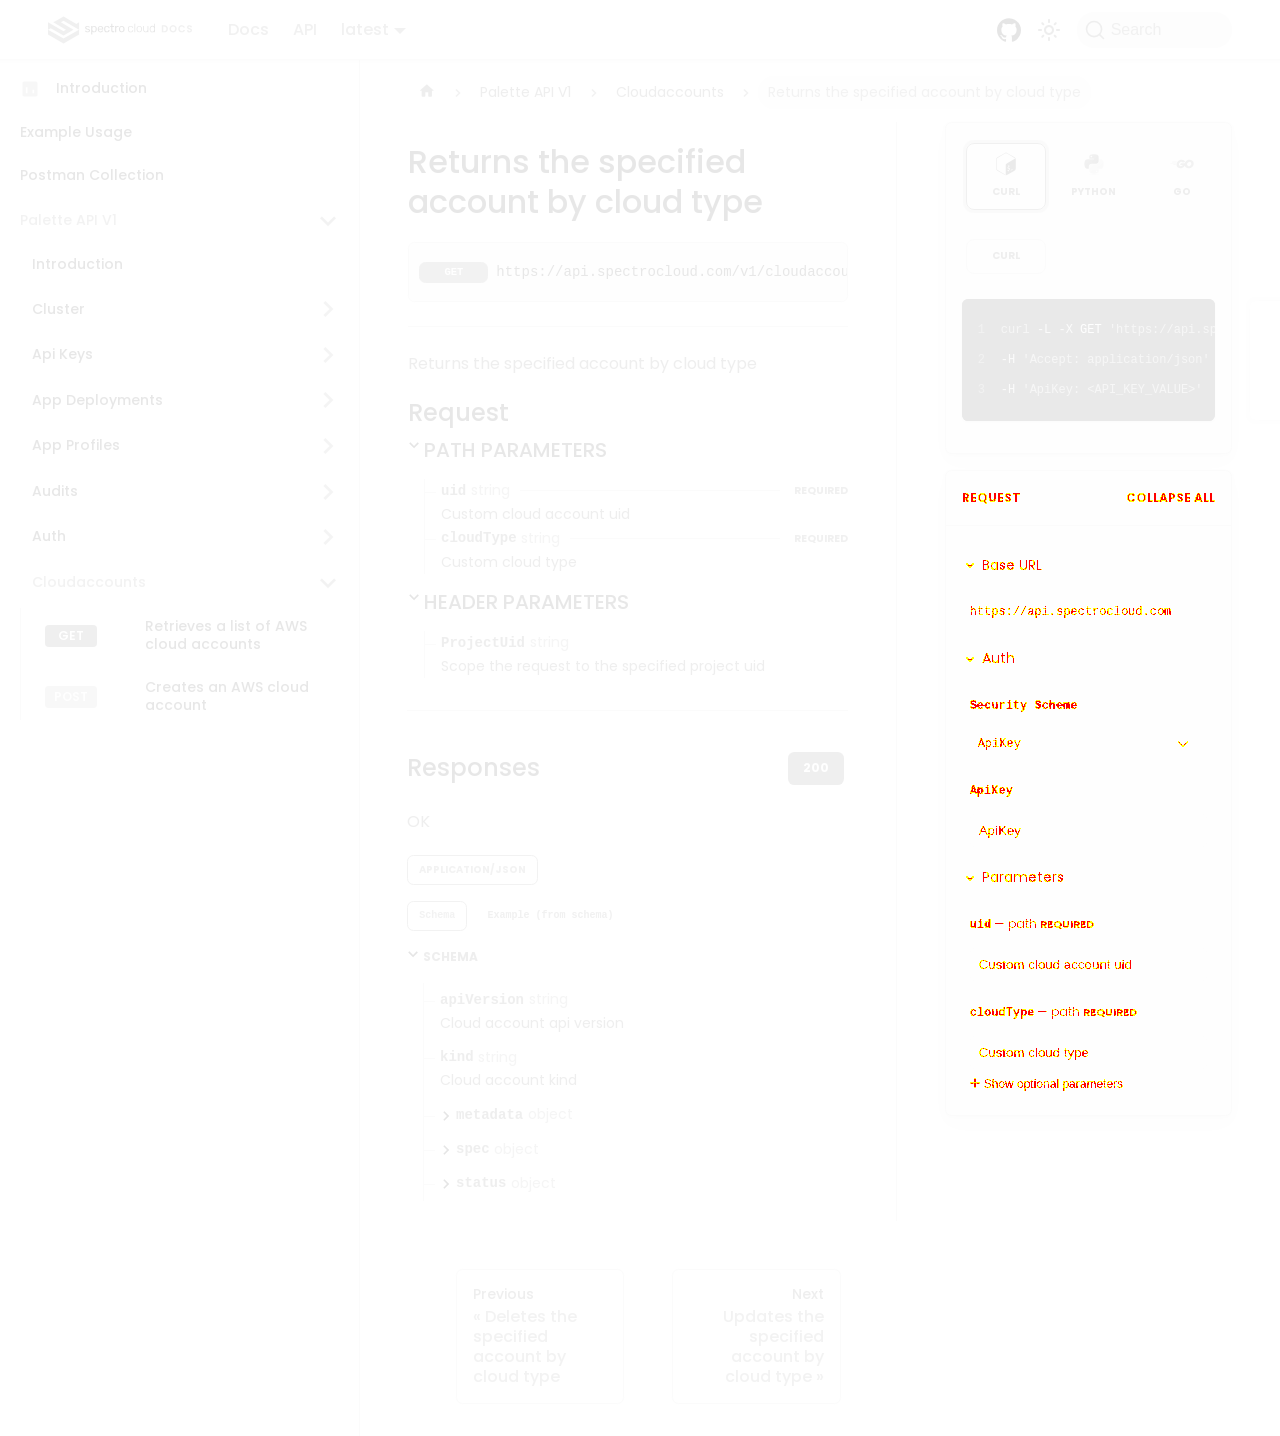 spectro cloud DOCS
Docs
API
latest
Search
Introduction
Example Usage
Postman Collection
Palette API V1
Introduction
Cluster
Api Keys
App Deployments
App Profiles
Audits
Auth
Cloudaccounts
GET
Retrieves a list of AWS
cloud accounts
POST
Creates an AWS cloud
account
Palette API V1
Cloudaccounts
Returns the specified account by cloud type
Returns the specified
account by cloud type
GET
https://api.spectrocloud.com/v1/cloudaccou
Returns the specified account by cloud type
Request
PATH PARAMETERS
uid string REQUIRED
Custom cloud account uid
cloudType string REQUIRED
Custom cloud type
HEADER PARAMETERS
ProjectUid string
Scope the request to the specified project uid
Responses
200
OK
APPLICATION/JSON
Schema
Example (from schema)
SCHEMA
apiVersion string
Cloud account api version
kind string
Cloud account kind
metadata object
spec object
status object
Previous
« Deletes the
specified
account by
cloud type
Next
Updates the
specified
account by
cloud type »
CURL
PYTHON
GO
CURL
1 curl -L -X GET 'https://api.sp
2 -H 'Accept: application/json'
3 -H 'ApiKey: <API_KEY_VALUE>'
REQUEST
COLLAPSE ALL
Base URL
https://api.spectrocloud.com
Auth
Security Scheme
ApiKey
ApiKey
ApiKey
Parameters
uid — path REQUIRED
Custom cloud account uid
cloudType — path REQUIRED
Custom cloud type
Show optional parameters